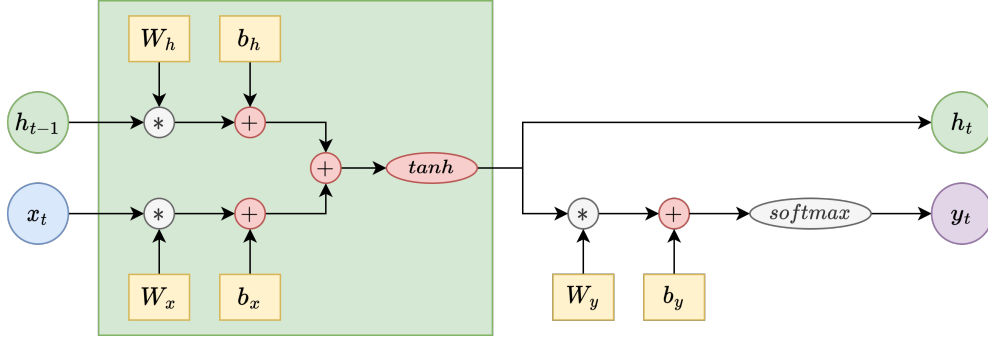 W_h b_h
h_{t-1} * + h_t
+ tanh
x_t * + * + softmax y_t
W_x b_x W_y b_y